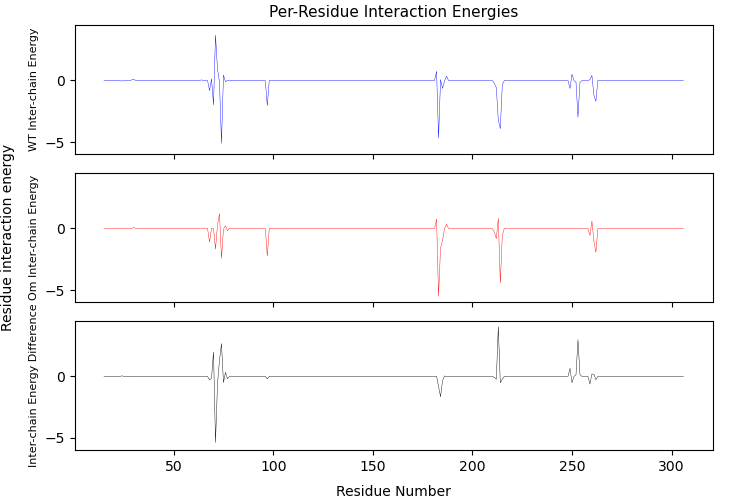 Per-Residue Interaction Energies
Residue interaction energy
WT Inter-chain Energy
0
−5
Om Inter-chain Energy
0
−5
Inter-chain Energy Difference
0
−5
50
100
150
200
250
300
Residue Number